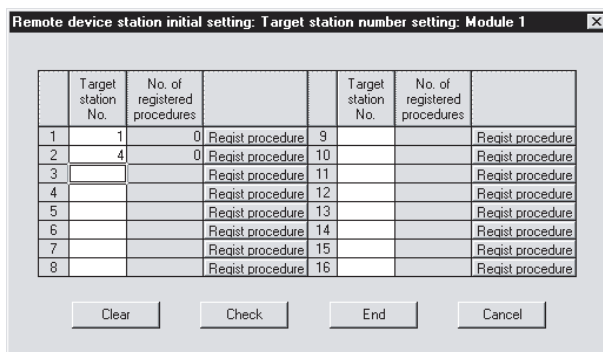 Remote device station initial setting: Target station number setting: Module 1
Target station No. No. of registered procedures Target station No. No. of registered procedures
1 1 0 Regist procedure 9 Regist procedure
2 4 0 Regist procedure 10 Regist procedure
3 Regist procedure 11 Regist procedure
4 Regist procedure 12 Regist procedure
5 Regist procedure 13 Regist procedure
6 Regist procedure 14 Regist procedure
7 Regist procedure 15 Regist procedure
8 Regist procedure 16 Regist procedure
Clear Check End Cancel